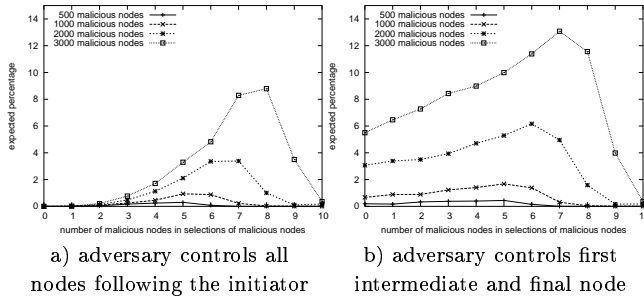 14
12
10
8
6
4
2
0
expected percentage
500 malicious nodes
1000 malicious nodes
2000 malicious nodes
3000 malicious nodes
0 1 2 3 4 5 6 7 8 9 10
number of malicious nodes in selections of malicious nodes
a) adversary controls all
nodes following the initiator
14
12
10
8
6
4
2
0
expected percentage
500 malicious nodes
1000 malicious nodes
2000 malicious nodes
3000 malicious nodes
0 1 2 3 4 5 6 7 8 9 1
number of malicious nodes in selections of malicious nodes
b) adversary controls first
intermediate and final node